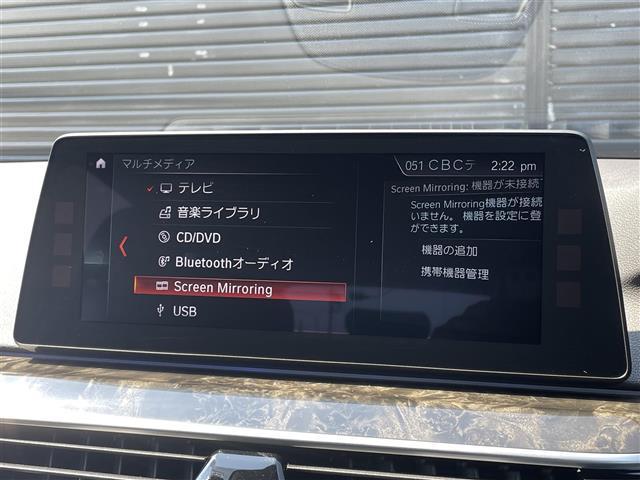 マルチメディア
051 CBCテ 2:22 pm
テレビ
音楽ライブラリ
CD/DVD
Bluetoothオーディオ
Screen Mirroring
USB
Screen Mirroring: 機器が未接続
Screen Mirroring機器が接続
いません。 機器を設定に登
ができます。
機器の追加
携帯機器管理